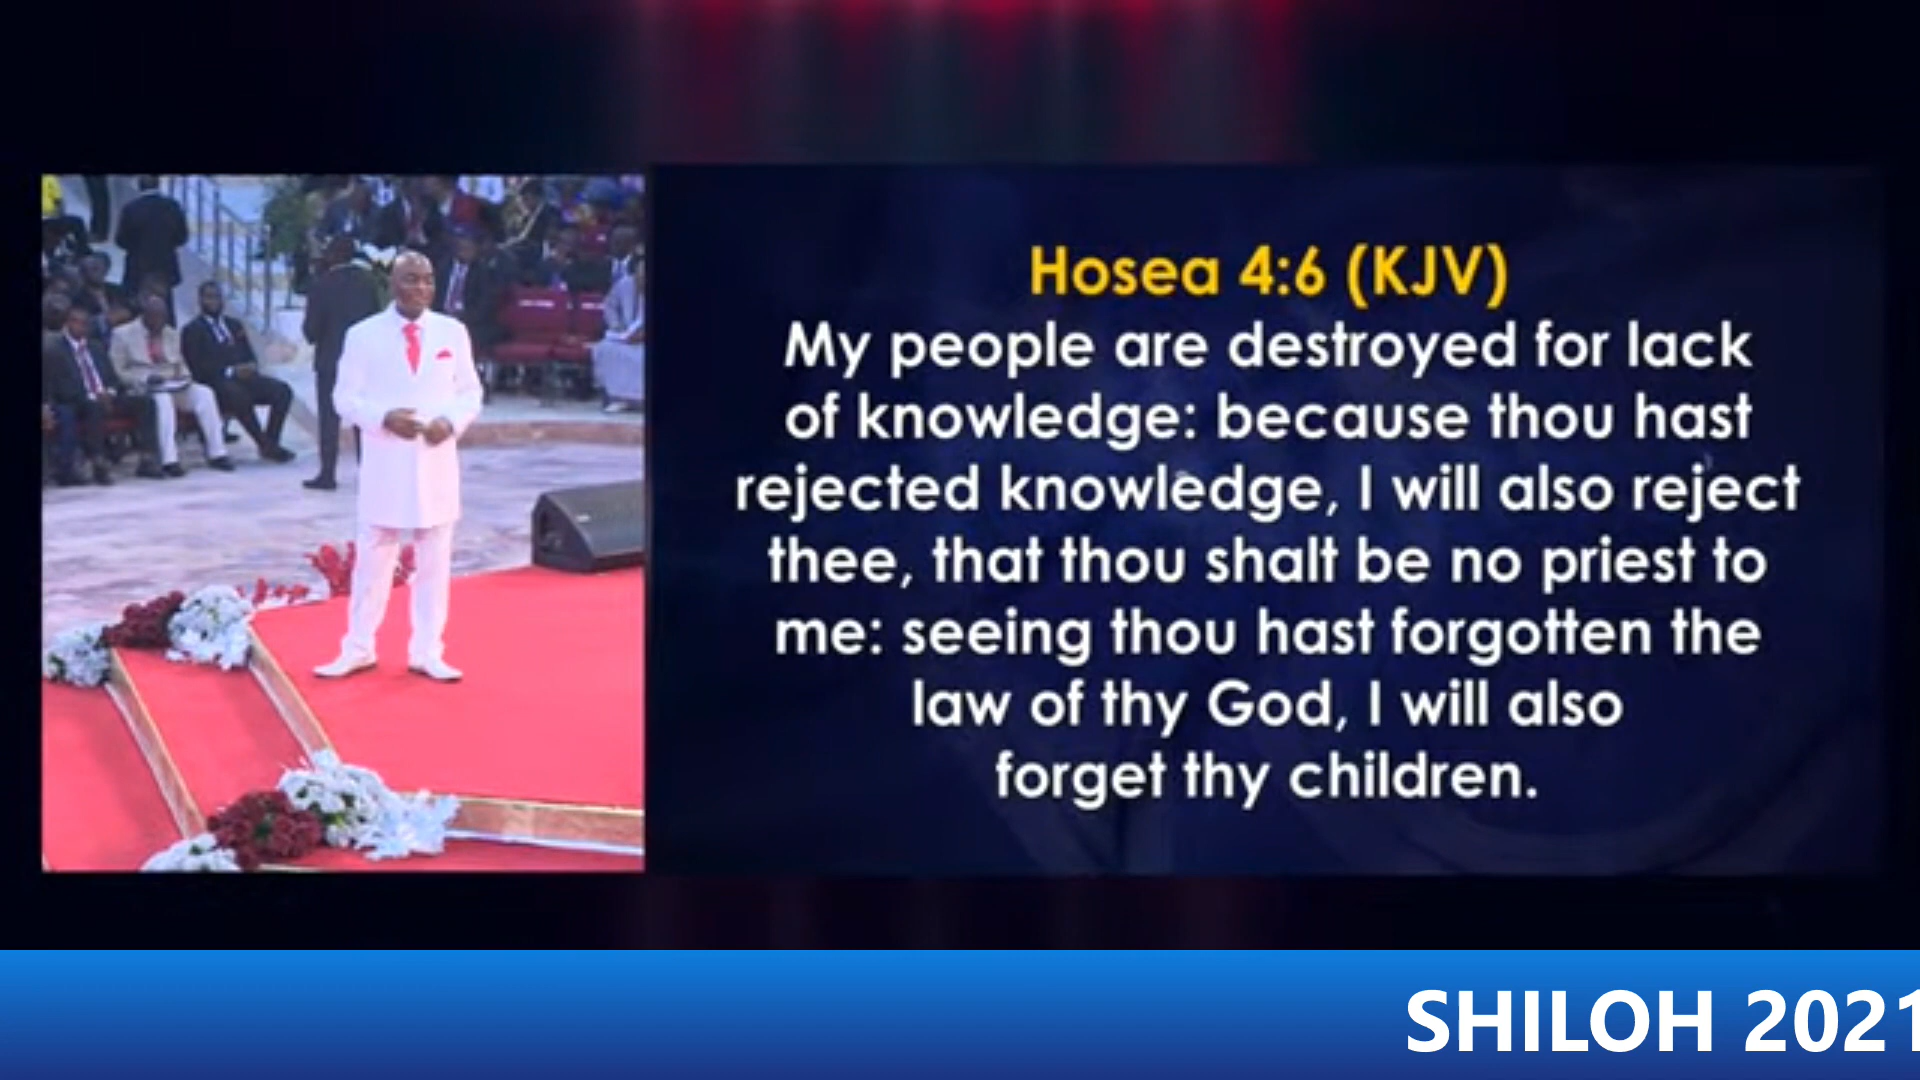 Hosea 4:6 (KJV)
My people are destroyed for lack
of knowledge: because thou hast
rejected knowledge, I will also reject
thee, that thou shalt be no priest to
me: seeing thou hast forgotten the
law of thy God, I will also
forget thy children.
SHILOH 2021